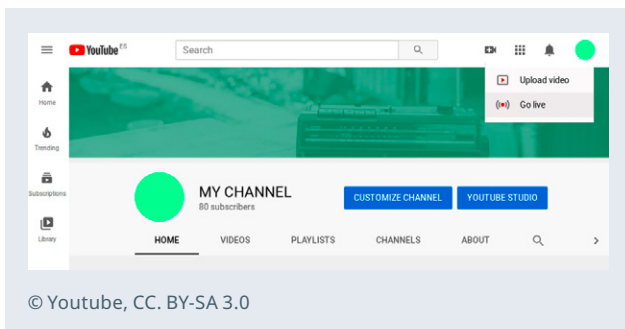 YouTube ES
Search
Upload video
Go live
Home
Trending
Subscriptions
Library
MY CHANNEL
80 subscribers
CUSTOMIZE CHANNEL
YOUTUBE STUDIO
HOME VIDEOS PLAYLISTS CHANNELS ABOUT
© Youtube, CC. BY-SA 3.0